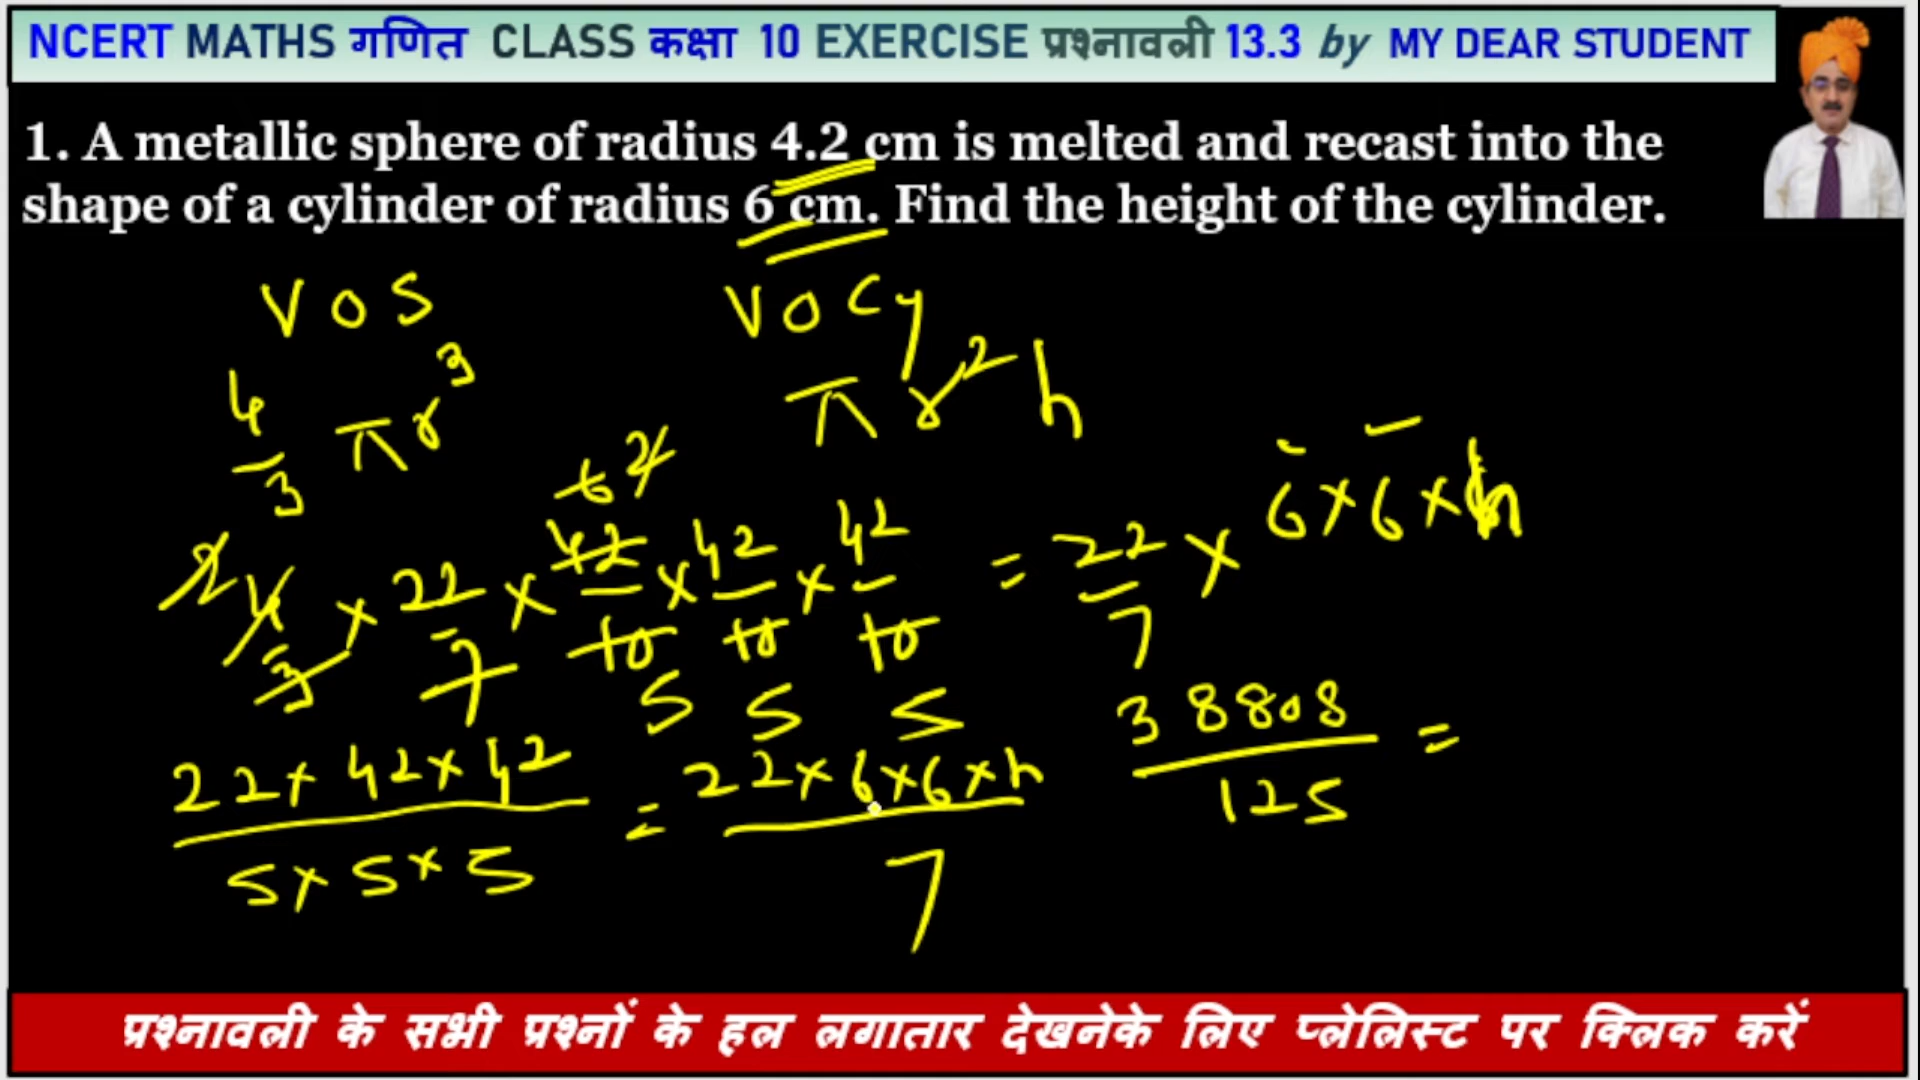 NCERT MATHS गणित CLASS कक्षा 10 EXERCISE प्रश्नावली 13.3 by MY DEAR STUDENT
1. A metallic sphere of radius 4.2 cm is melted and recast into the
shape of a cylinder of radius 6 cm. Find the height of the cylinder.
V O S
V O Cy
4/3 π r³
π r² h
6 2
2 4/3 × 22/7 × 42/10 × 42/10 × 42/10 = 22/7 × 6 × 6 × h
5 5 5
22 × 42 × 42 / 5 × 5 × 5 = 22 × 6 × 6 × h / 7
38808 / 125 =
प्रश्नावली के सभी प्रश्नों के हल लगातार देखनेके लिए प्लेलिस्ट पर क्लिक करें